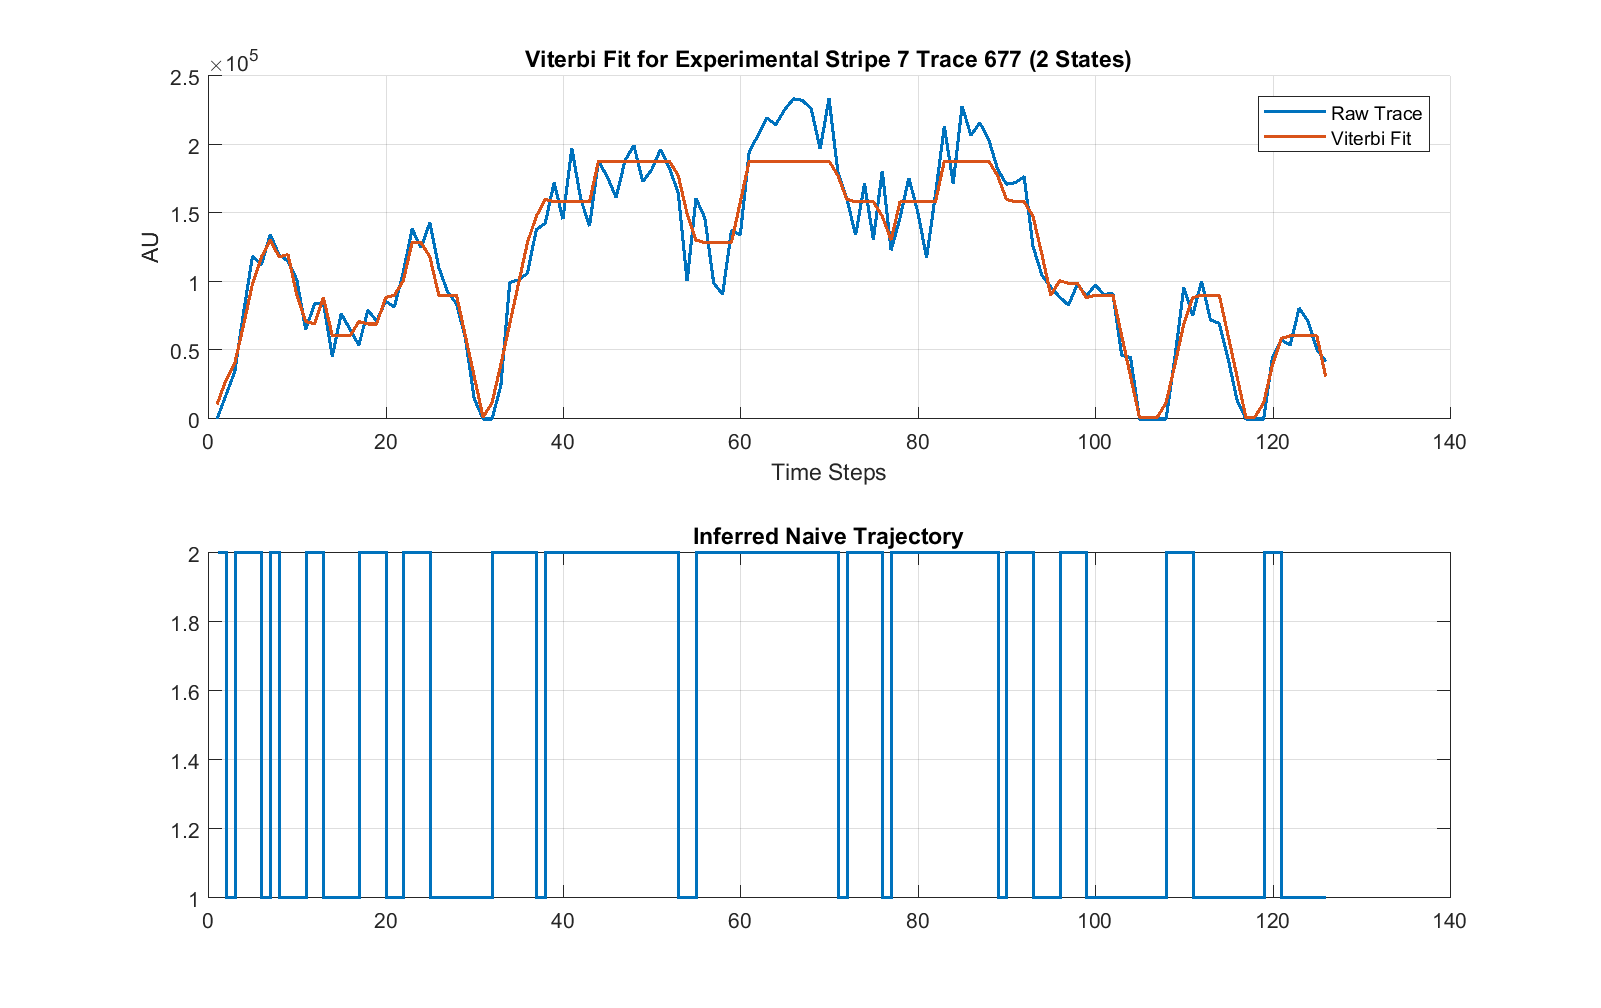 Viterbi Fit for Experimental Stripe 7 Trace 677 (2 States)
×10⁵
2.5
2
1.5
1
0.5
0
AU
Raw Trace
Viterbi Fit
0 20 40 60 80 100 120 140
Time Steps
Inferred Naive Trajectory
2
1.8
1.6
1.4
1.2
1
0 20 40 60 80 100 120 140